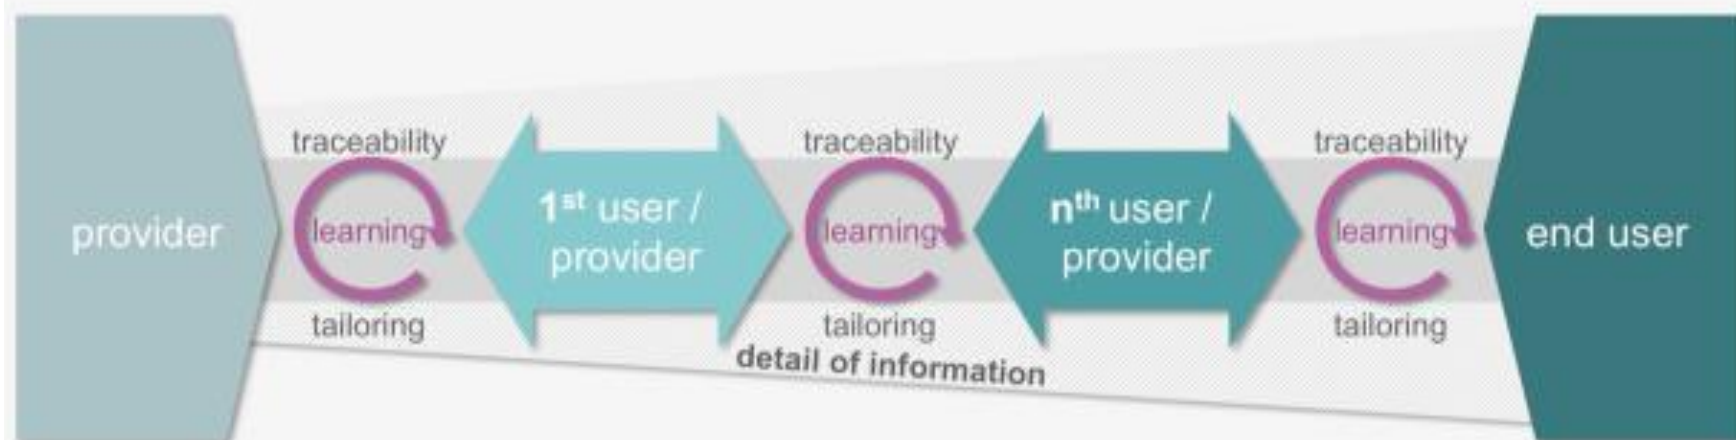 provider
traceability
learning
tailoring
1st user /
provider
traceability
learning
tailoring
nth user /
provider
traceability
learning
tailoring
end user
detail of information